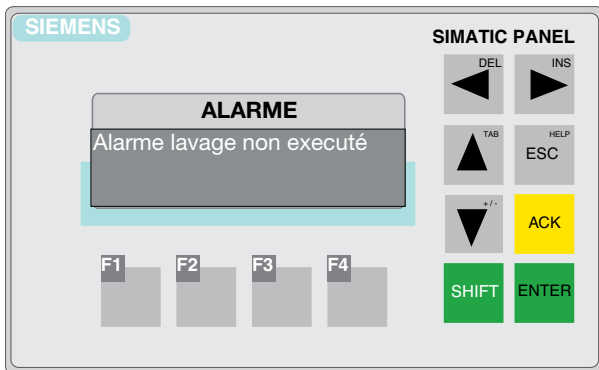 SIEMENS
SIMATIC PANEL
DEL
INS
ALARME
Alarme lavage non executé
TAB
HELP
ESC
+ / -
ACK
F1
F2
F3
F4
SHIFT
ENTER